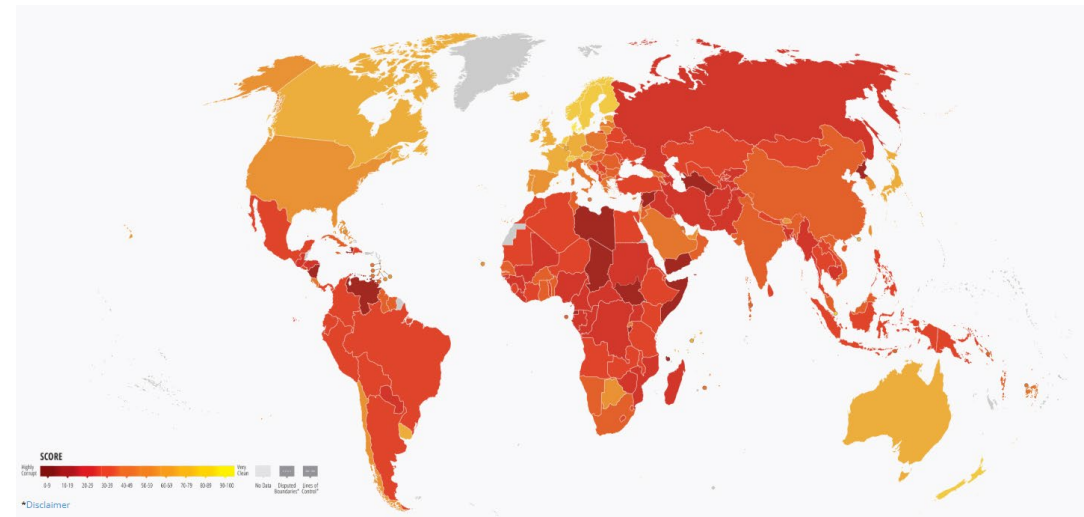 SCORE
Highly Corrupt 0-9 10-19 20-29 30-39 40-49 50-59 60-69 70-79 80-89 90-100 Very Clean
No Data
Disputed Boundaries*
Lines of Control*
*Disclaimer